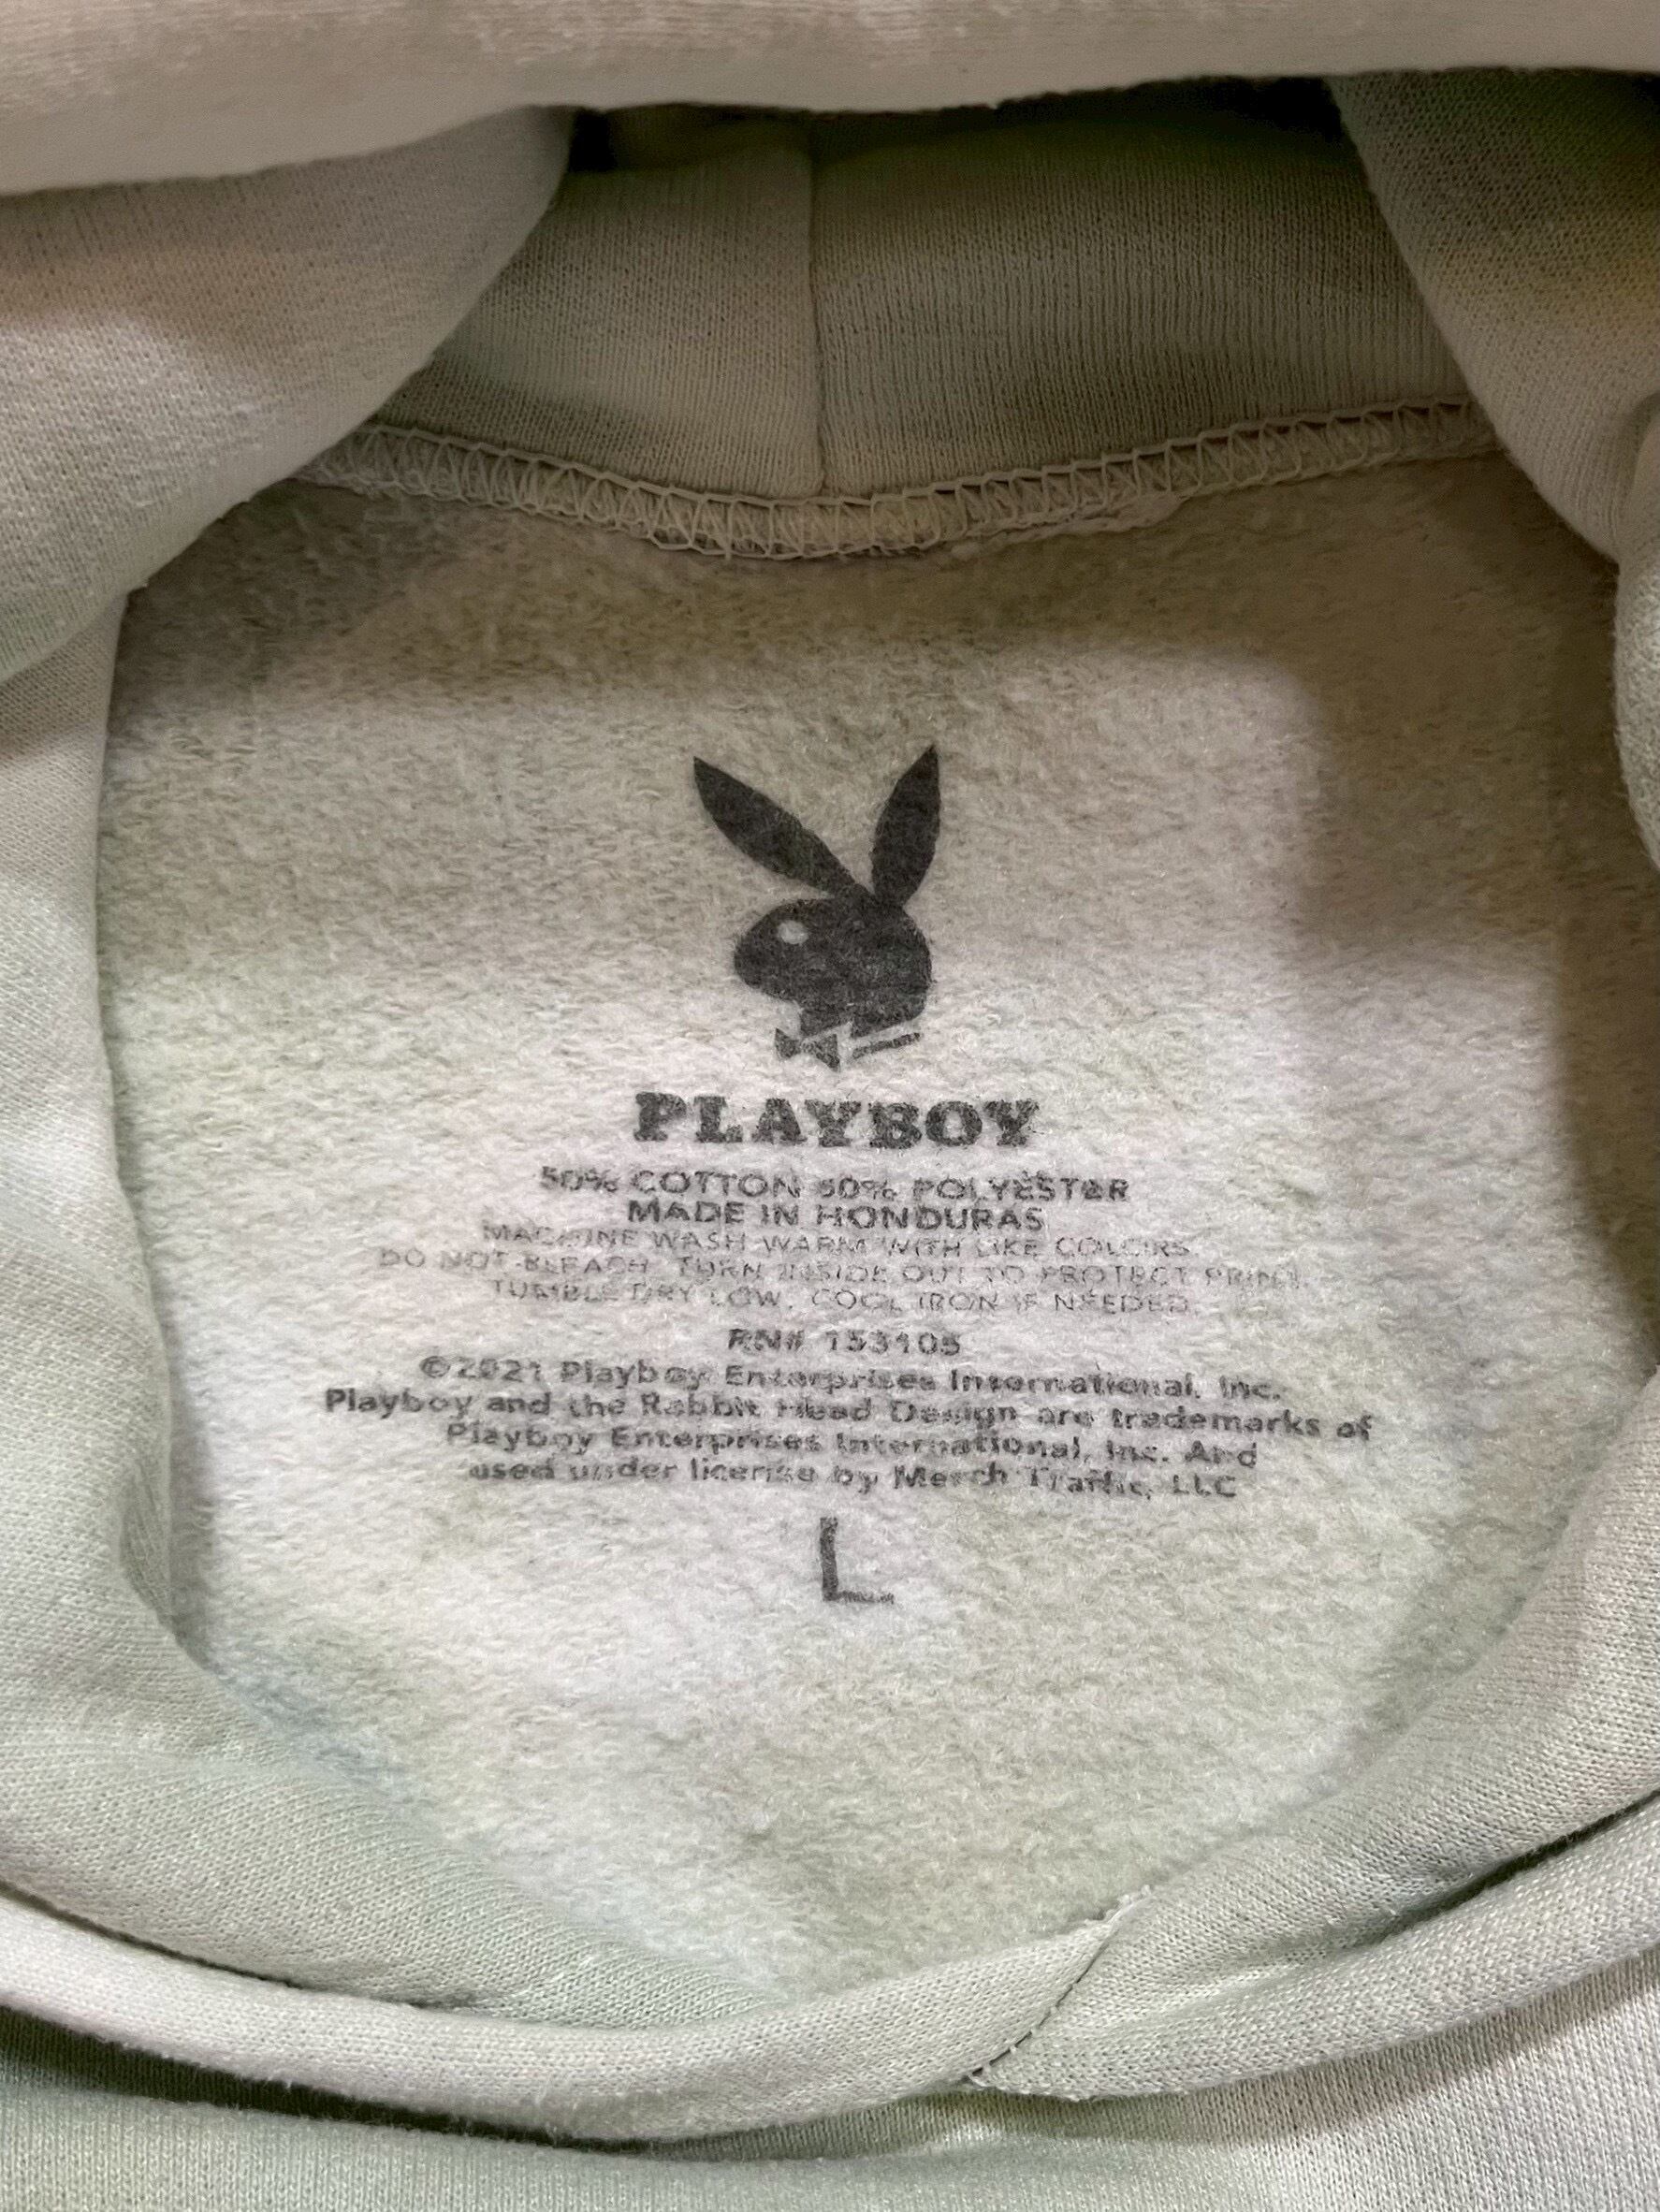 PLAYBOY
50% COTTON 50% POLYESTER
MADE IN HONDURAS
MACHINE WASH WARM WITH LIKE COLORS.
DO NOT BLEACH. TURN INSIDE OUT TO PROTECT PRINT.
TUMBLE DRY LOW. COOL IRON IF NEEDED.
RN# 153105
©2021 Playboy Enterprises International, Inc.
Playboy and the Rabbit Head Design are trademarks of
Playboy Enterprises International, Inc. And
used under license by Merch Traffic, LLC
L